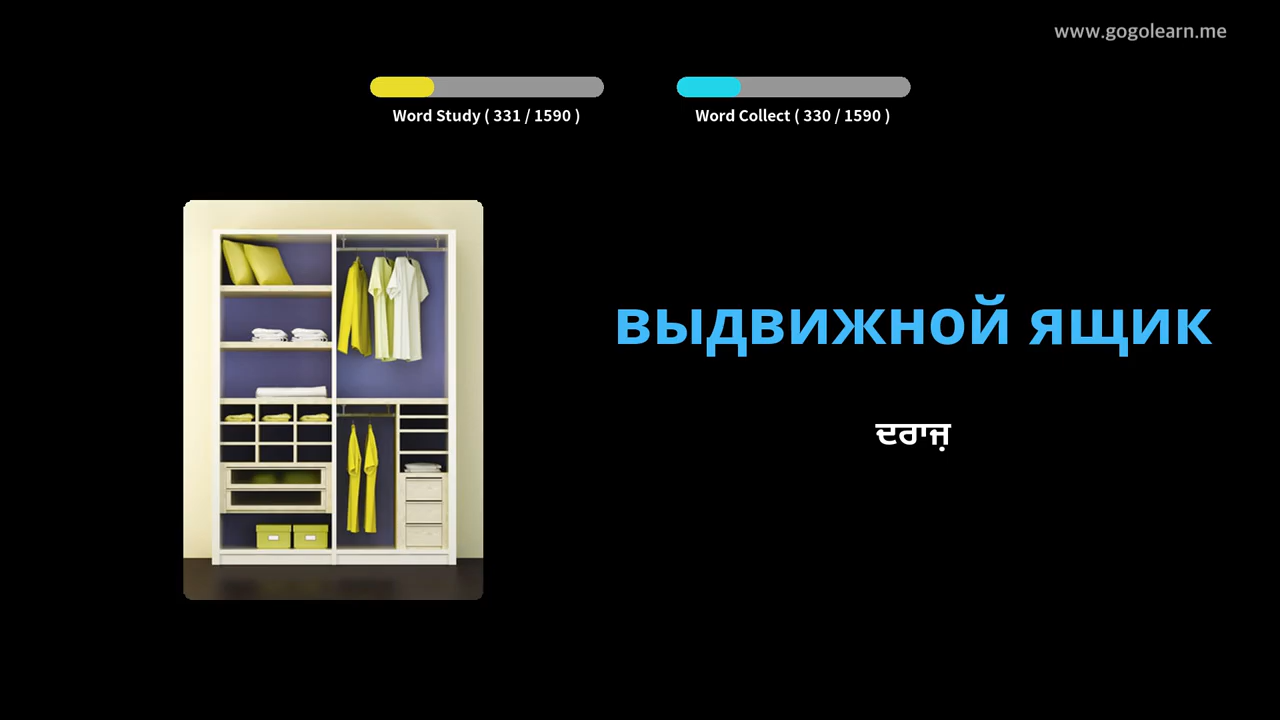 www.gogolearn.me
Word Study ( 331 / 1590 )
Word Collect ( 330 / 1590 )
выдвижной ящик
ਦਰਾਜ਼